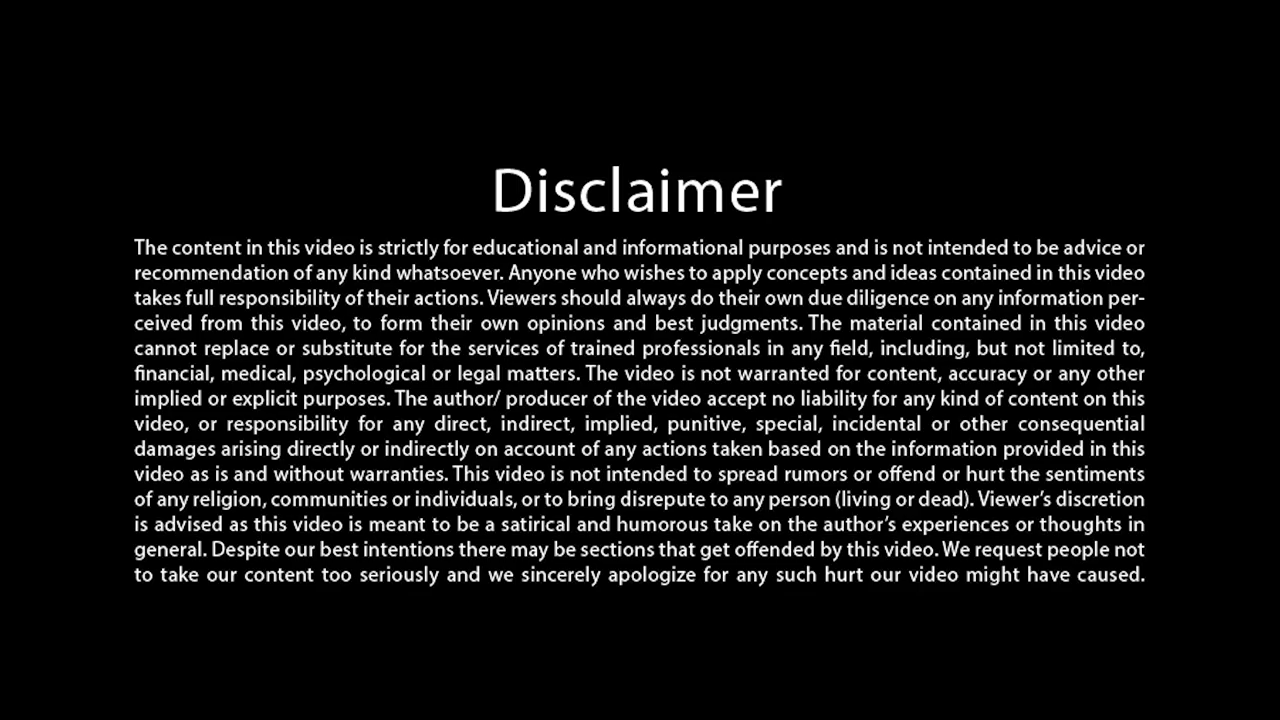 Disclaimer
The content in this video is strictly for educational and informational purposes and is not intended to be advice or
recommendation of any kind whatsoever. Anyone who wishes to apply concepts and ideas contained in this video
takes full responsibility of their actions. Viewers should always do their own due diligence on any information per-
ceived from this video, to form their own opinions and best judgments. The material contained in this video
cannot replace or substitute for the services of trained professionals in any field, including, but not limited to,
financial, medical, psychological or legal matters. The video is not warranted for content, accuracy or any other
implied or explicit purposes. The author/ producer of the video accept no liability for any kind of content on this
video, or responsibility for any direct, indirect, implied, punitive, special, incidental or other consequential
damages arising directly or indirectly on account of any actions taken based on the information provided in this
video as is and without warranties. This video is not intended to spread rumors or offend or hurt the sentiments
of any religion, communities or individuals, or to bring disrepute to any person (living or dead). Viewer’s discretion
is advised as this video is meant to be a satirical and humorous take on the author’s experiences or thoughts in
general. Despite our best intentions there may be sections that get offended by this video. We request people not
to take our content too seriously and we sincerely apologize for any such hurt our video might have caused.